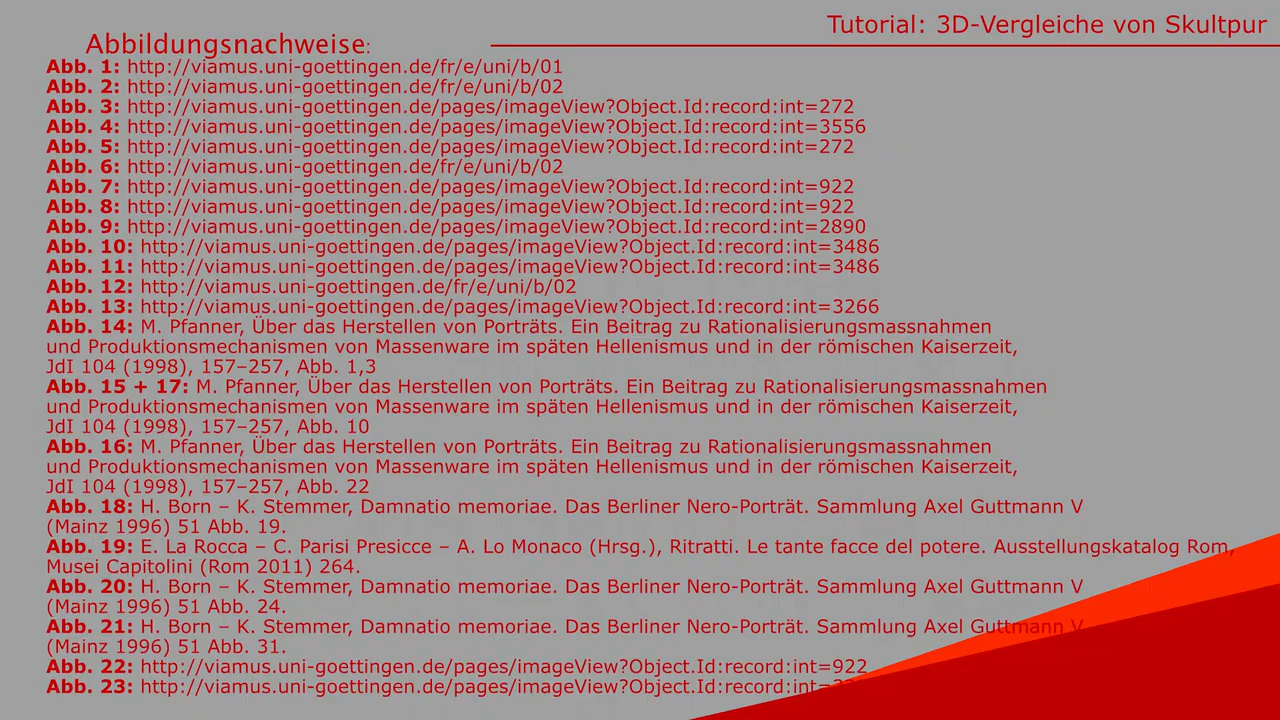 Tutorial: 3D-Vergleiche von Skultpur
Abbildungsnachweise:
Abb. 1: http://viamus.uni-goettingen.de/fr/e/uni/b/01
Abb. 2: http://viamus.uni-goettingen.de/fr/e/uni/b/02
Abb. 3: http://viamus.uni-goettingen.de/pages/imageView?Object.Id:record:int=272
Abb. 4: http://viamus.uni-goettingen.de/pages/imageView?Object.Id:record:int=3556
Abb. 5: http://viamus.uni-goettingen.de/pages/imageView?Object.Id:record:int=272
Abb. 6: http://viamus.uni-goettingen.de/fr/e/uni/b/02
Abb. 7: http://viamus.uni-goettingen.de/pages/imageView?Object.Id:record:int=922
Abb. 8: http://viamus.uni-goettingen.de/pages/imageView?Object.Id:record:int=922
Abb. 9: http://viamus.uni-goettingen.de/pages/imageView?Object.Id:record:int=2890
Abb. 10: http://viamus.uni-goettingen.de/pages/imageView?Object.Id:record:int=3486
Abb. 11: http://viamus.uni-goettingen.de/pages/imageView?Object.Id:record:int=3486
Abb. 12: http://viamus.uni-goettingen.de/fr/e/uni/b/02
Abb. 13: http://viamus.uni-goettingen.de/pages/imageView?Object.Id:record:int=3266
Abb. 14: M. Pfanner, Über das Herstellen von Porträts. Ein Beitrag zu Rationalisierungsmassnahmen
und Produktionsmechanismen von Massenware im späten Hellenismus und in der römischen Kaiserzeit,
JdI 104 (1998), 157–257, Abb. 1,3
Abb. 15 + 17: M. Pfanner, Über das Herstellen von Porträts. Ein Beitrag zu Rationalisierungsmassnahmen
und Produktionsmechanismen von Massenware im späten Hellenismus und in der römischen Kaiserzeit,
JdI 104 (1998), 157–257, Abb. 10
Abb. 16: M. Pfanner, Über das Herstellen von Porträts. Ein Beitrag zu Rationalisierungsmassnahmen
und Produktionsmechanismen von Massenware im späten Hellenismus und in der römischen Kaiserzeit,
JdI 104 (1998), 157–257, Abb. 22
Abb. 18: H. Born – K. Stemmer, Damnatio memoriae. Das Berliner Nero-Porträt. Sammlung Axel Guttmann V
(Mainz 1996) 51 Abb. 19.
Abb. 19: E. La Rocca – C. Parisi Presicce – A. Lo Monaco (Hrsg.), Ritratti. Le tante facce del potere. Ausstellungskatalog Rom,
Musei Capitolini (Rom 2011) 264.
Abb. 20: H. Born – K. Stemmer, Damnatio memoriae. Das Berliner Nero-Porträt. Sammlung Axel Guttmann V
(Mainz 1996) 51 Abb. 24.
Abb. 21: H. Born – K. Stemmer, Damnatio memoriae. Das Berliner Nero-Porträt. Sammlung Axel Guttmann V
(Mainz 1996) 51 Abb. 31.
Abb. 22: http://viamus.uni-goettingen.de/pages/imageView?Object.Id:record:int=922
Abb. 23: